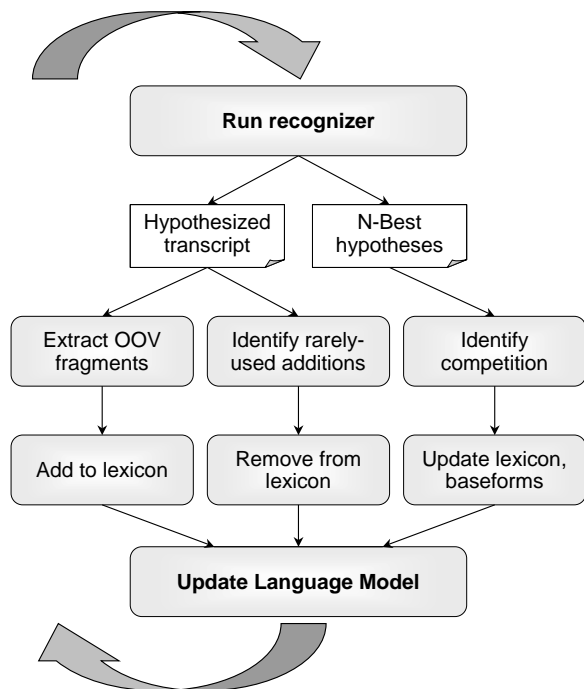 Run recognizer
Hypothesized
transcript
N-Best
hypotheses
Extract OOV
fragments
Identify rarely-
used additions
Identify
competition
Add to lexicon
Remove from
lexicon
Update lexicon,
baseforms
Update Language Model